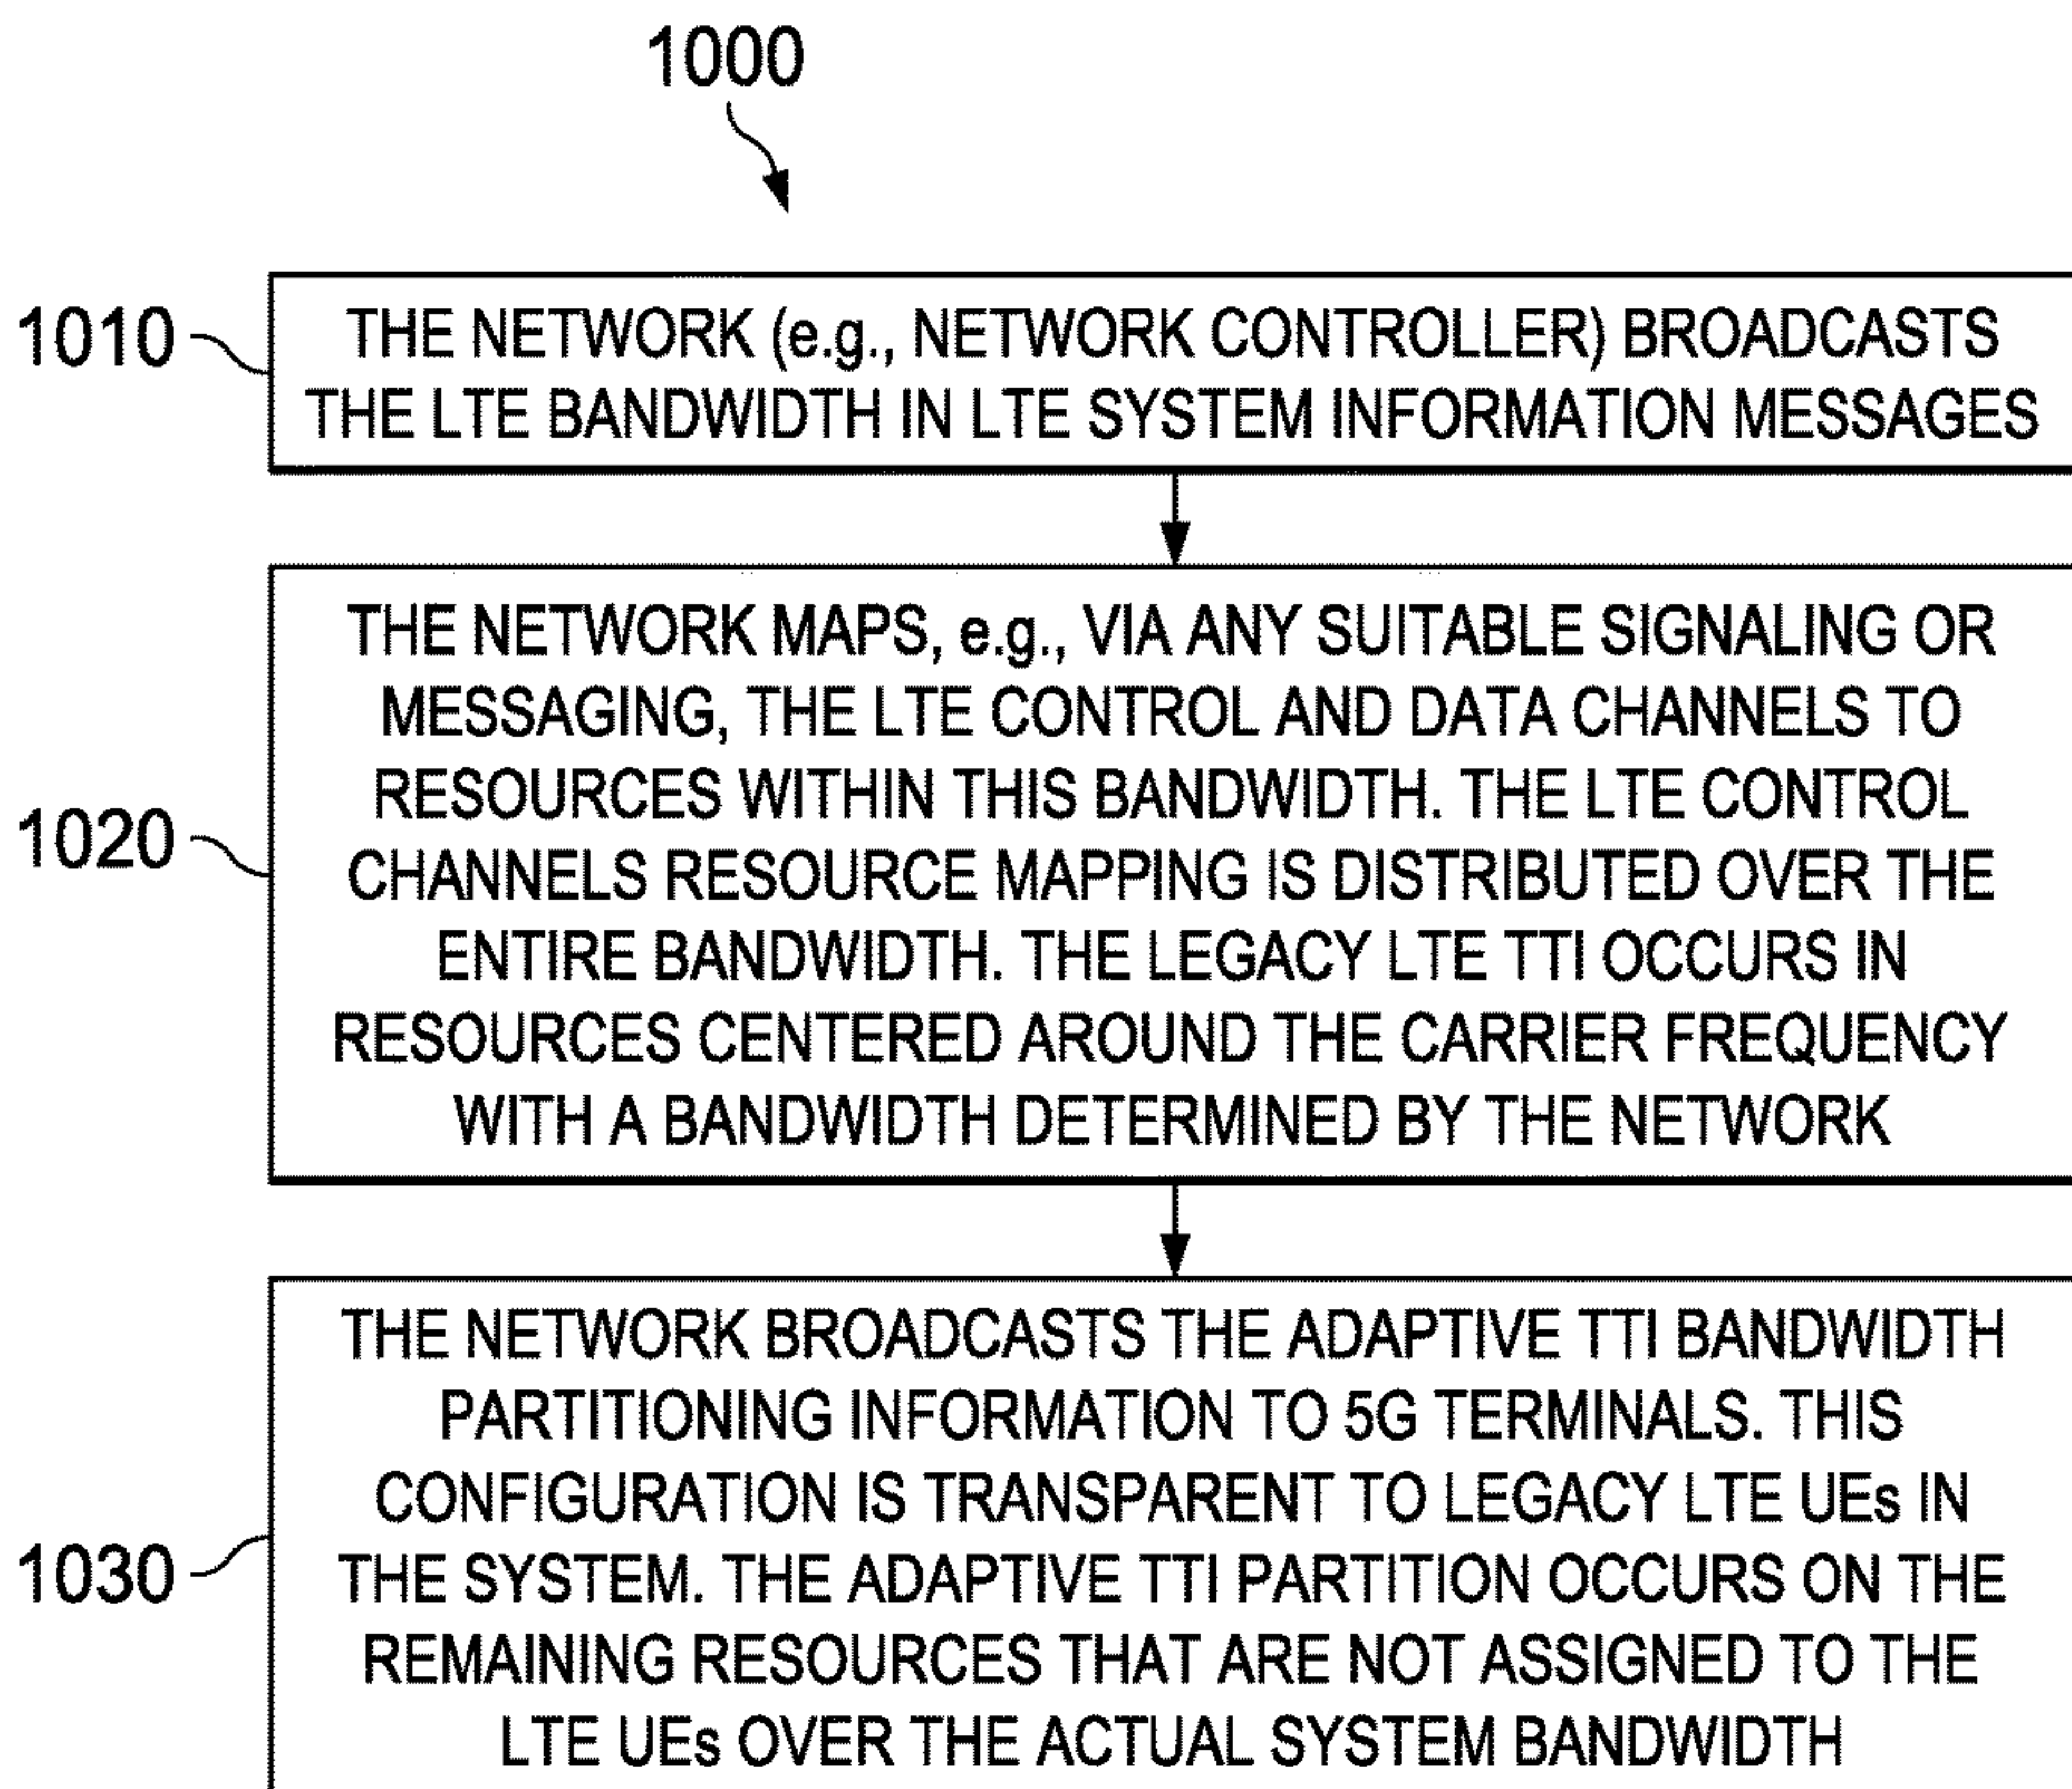 1000
1010
THE NETWORK (e.g., NETWORK CONTROLLER) BROADCASTS
THE LTE BANDWIDTH IN LTE SYSTEM INFORMATION MESSAGES
1020
THE NETWORK MAPS, e.g., VIA ANY SUITABLE SIGNALING OR
MESSAGING, THE LTE CONTROL AND DATA CHANNELS TO
RESOURCES WITHIN THIS BANDWIDTH. THE LTE CONTROL
CHANNELS RESOURCE MAPPING IS DISTRIBUTED OVER THE
ENTIRE BANDWIDTH. THE LEGACY LTE TTI OCCURS IN
RESOURCES CENTERED AROUND THE CARRIER FREQUENCY
WITH A BANDWIDTH DETERMINED BY THE NETWORK
1030
THE NETWORK BROADCASTS THE ADAPTIVE TTI BANDWIDTH
PARTITIONING INFORMATION TO 5G TERMINALS. THIS
CONFIGURATION IS TRANSPARENT TO LEGACY LTE UEs IN
THE SYSTEM. THE ADAPTIVE TTI PARTITION OCCURS ON THE
REMAINING RESOURCES THAT ARE NOT ASSIGNED TO THE
LTE UEs OVER THE ACTUAL SYSTEM BANDWIDTH